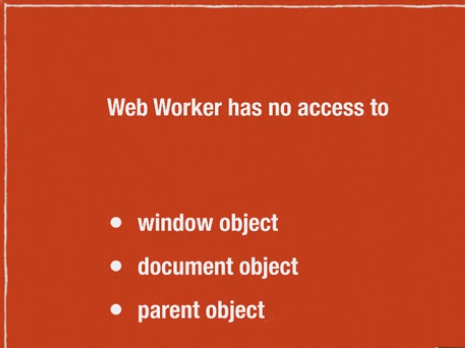 Web Worker has no access to
• window object
• document object
• parent object